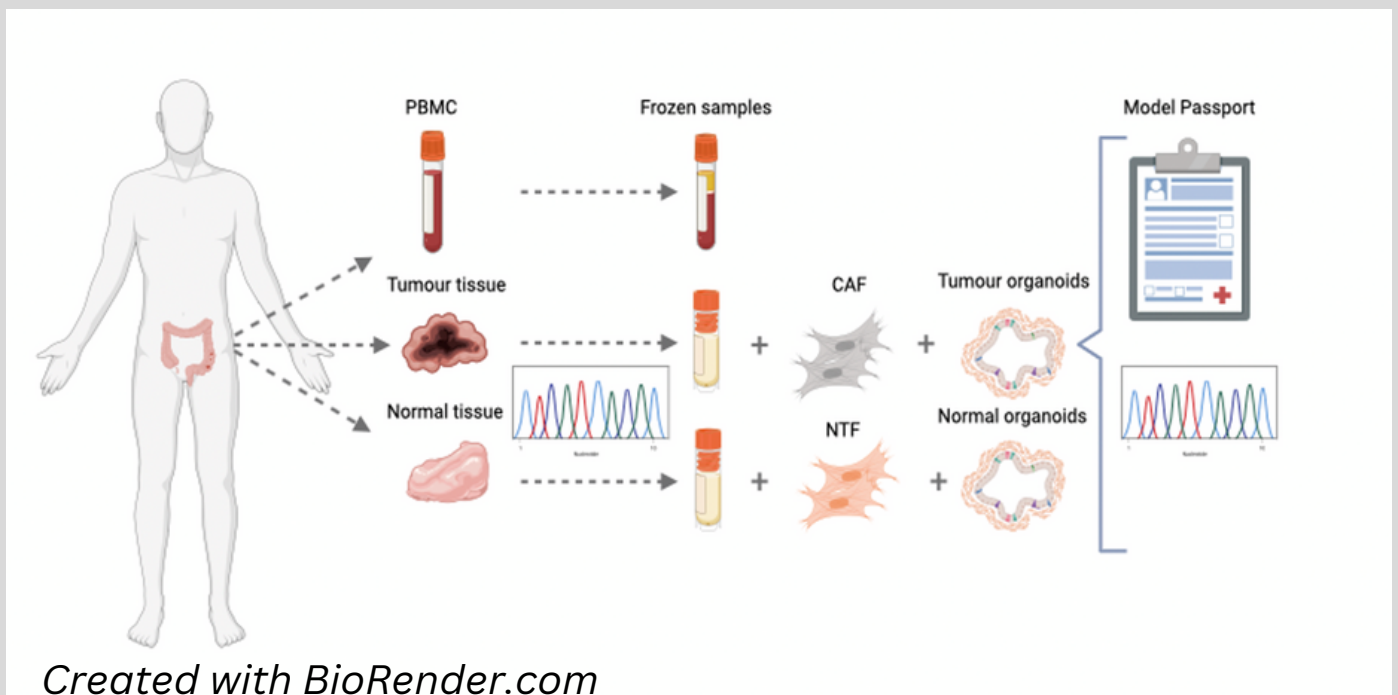 PBMC
Frozen samples
Model Passport
Tumour tissue
CAF
Tumour organoids
Normal tissue
NTF
Normal organoids
Created with BioRender.com